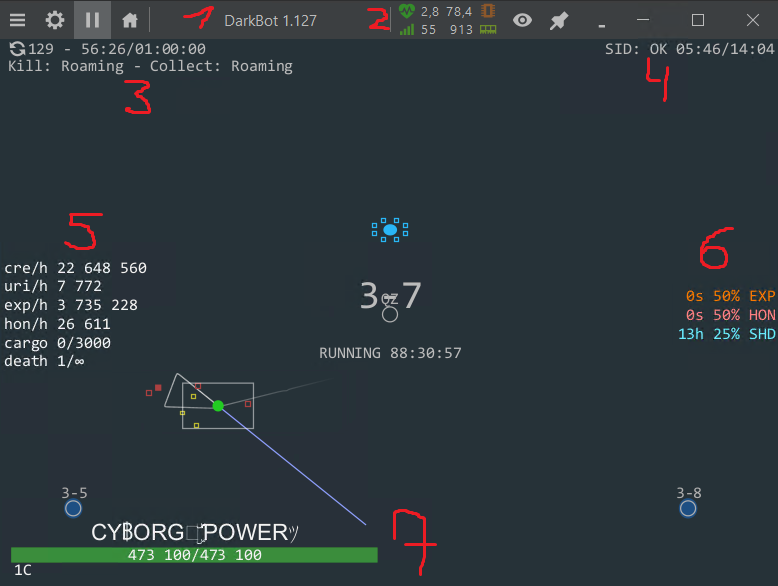 1 DarkBot 1.127 2 2,8 78,4
55 913
129 - 56:26/01:00:00 SID: OK 05:46/14:04
Kill: Roaming - Collect: Roaming
3 4
5 6
cre/h 22 648 560
uri/h 7 772
exp/h 3 735 228
hon/h 26 611
cargo 0/3000
death 1/∞
3-7
RUNNING 88:30:57
0s 50% EXP
0s 50% HON
13h 25% SHD
3-5 3-8
7
473 100/473 100
1C